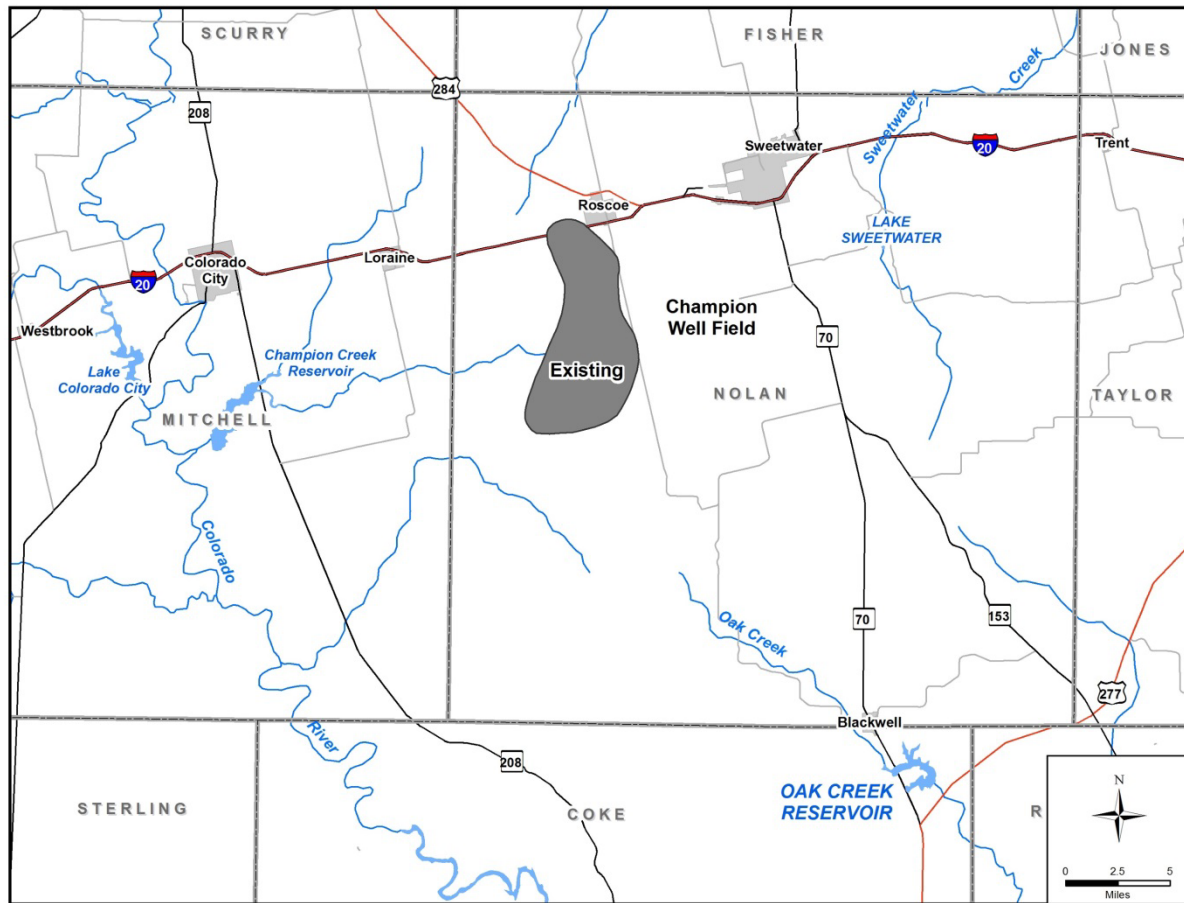 SCURRY
FISHER
JONES
284
208
Sweetwater
Creek
Sweetwater
20
Trent
Roscoe
LAKE
SWEETWATER
Colorado
City
Loraine
20
Westbrook
Champion
Well Field
70
Lake
Colorado City
Champion Creek
Reservoir
Existing
MITCHELL
NOLAN
TAYLOR
Colorado
Oak Creek
70
153
277
River
Blackwell
208
STERLING
COKE
OAK CREEK
RESERVOIR
R
N
0 2.5 5
Miles